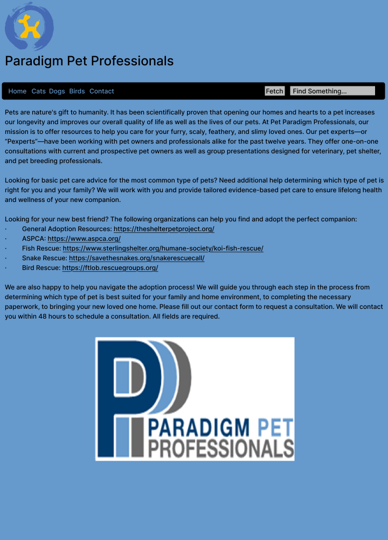 Paradigm Pet Professionals
Home Cats Dogs Birds Contact Fetch Find Something...
Pets are nature's gift to humanity. It has been scientifically proven that opening our homes and hearts to a pet increases
our longevity and improves our overall quality of life as well as the lives of our pets. At Pet Paradigm Professionals, our
mission is to offer resources to help you care for your furry, scaly, feathery, and slimy loved ones. Our pet experts—or
“Pexperts”—have been working with pet owners and professionals alike for the past twelve years. They offer one-on-one
consultations with current and prospective pet owners as well as group presentations designed for veterinary, pet shelter,
and pet breeding professionals.
Looking for basic pet care advice for the most common type of pets? Need additional help determining which type of pet is
right for you and your family? We will work with you and provide tailored evidence-based pet care to ensure lifelong health
and wellness of your new companion.
Looking for your new best friend? The following organizations can help you find and adopt the perfect companion:
· General Adoption Resources: https://theshelterpetproject.org/
· ASPCA: https://www.aspca.org/
· Fish Rescue: https://www.sterlingshelter.org/humane-society/koi-fish-rescue/
· Snake Rescue: https://savethesnakes.org/snakerescuecall/
· Bird Rescue: https://ftlob.rescuegroups.org/
We are also happy to help you navigate the adoption process! We will guide you through each step in the process from
determining which type of pet is best suited for your family and home environment, to completing the necessary
paperwork, to bringing your new loved one home. Please fill out our contact form to request a consultation. We will contact
you within 48 hours to schedule a consultation. All fields are required.
PARADIGM PET
PROFESSIONALS